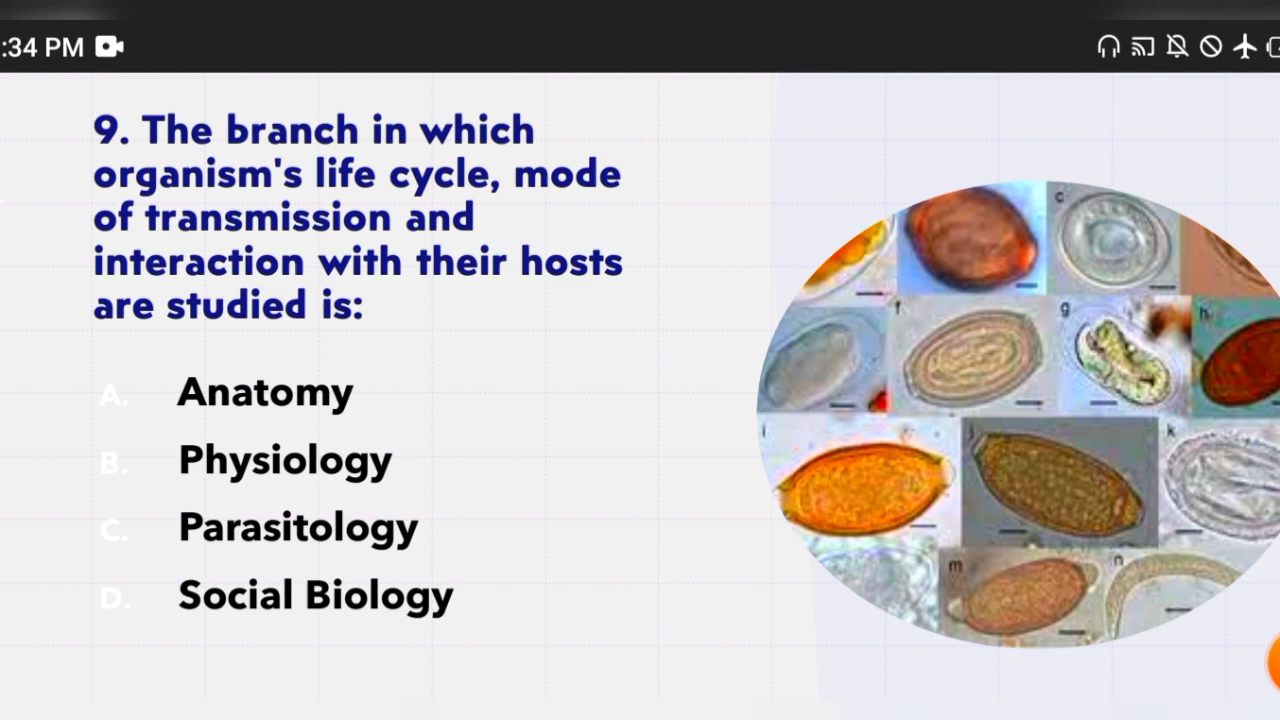 :34 PM
9. The branch in which
organism's life cycle, mode
of transmission and
interaction with their hosts
are studied is:
A. Anatomy
B. Physiology
C. Parasitology
D. Social Biology
c
f
g
h
i
k
m
n